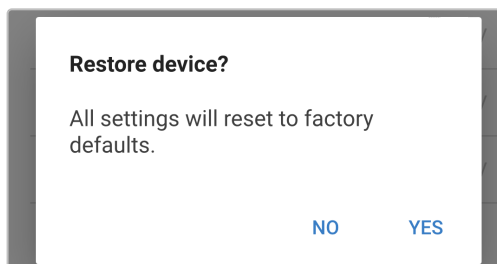 Restore device?
All settings will reset to factory
defaults.
NO YES